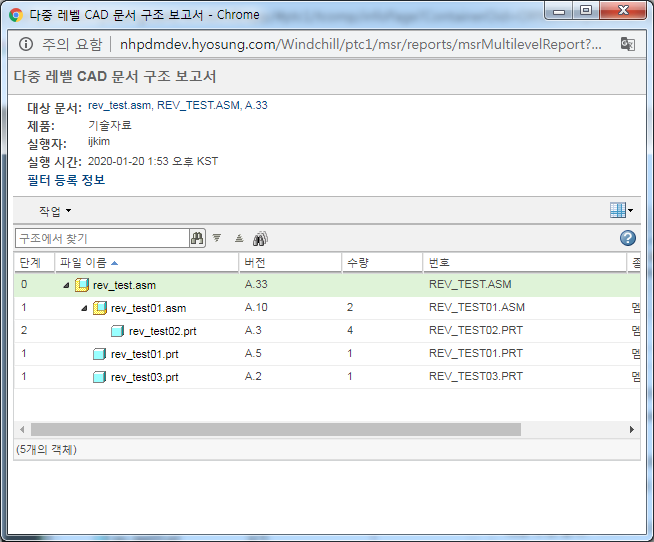 다중 레벨 CAD 문서 구조 보고서 - Chrome
주의 요함 nhpdmdev.hyosung.com/Windchill/ptc1/msr/reports/msrMultilevelReport?...
다중 레벨 CAD 문서 구조 보고서
대상 문서: rev_test.asm, REV_TEST.ASM, A.33
제품: 기술자료
실행자: ijkim
실행 시간: 2020-01-20 1:53 오후 KST
필터 등록 정보
작업
구조에서 찾기
단계 파일 이름 버전 수량 번호
0 rev_test.asm A.33 REV_TEST.ASM
1 rev_test01.asm A.10 2 REV_TEST01.ASM
2 rev_test02.prt A.3 4 REV_TEST02.PRT
1 rev_test01.prt A.5 1 REV_TEST01.PRT
1 rev_test03.prt A.2 1 REV_TEST03.PRT
(5개의 객체)